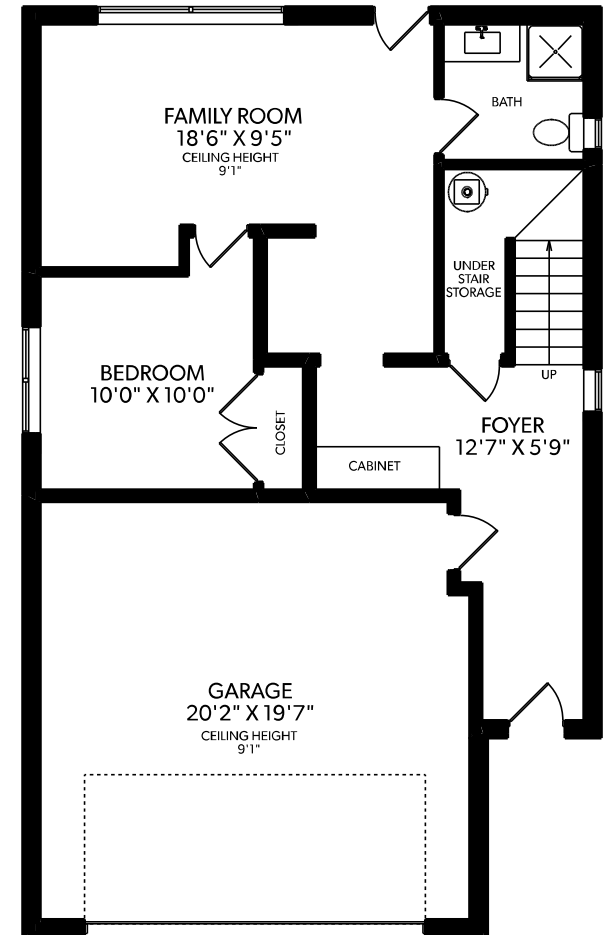 FAMILY ROOM
18'6" X 9'5"
CEILING HEIGHT
9'1"
BATH
UNDER
STAIR
STORAGE
UP
BEDROOM
10'0" X 10'0"
CLOSET
FOYER
12'7" X 5'9"
CABINET
GARAGE
20'2" X 19'7"
CEILING HEIGHT
9'1"